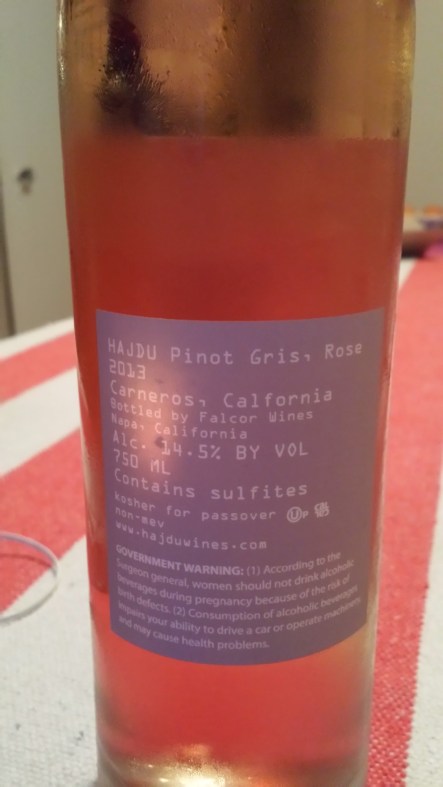 HAJDU Pinot Gris, Rose
2013
Carneros, Calfornia
Bottled by Falcor Wines
Napa, California
Alc. 14.5% BY VOL
750 ML
Contains sulfites
kosher for passover U P
non-mev
www.hajduwines.com
GOVERNMENT WARNING: (1) According to the
Surgeon general, women should not drink alcoholic
beverages during pregnancy because of the risk of
birth defects. (2) Consumption of alcoholic beverages
impairs your ability to drive a car or operate machinery,
and may cause health problems.